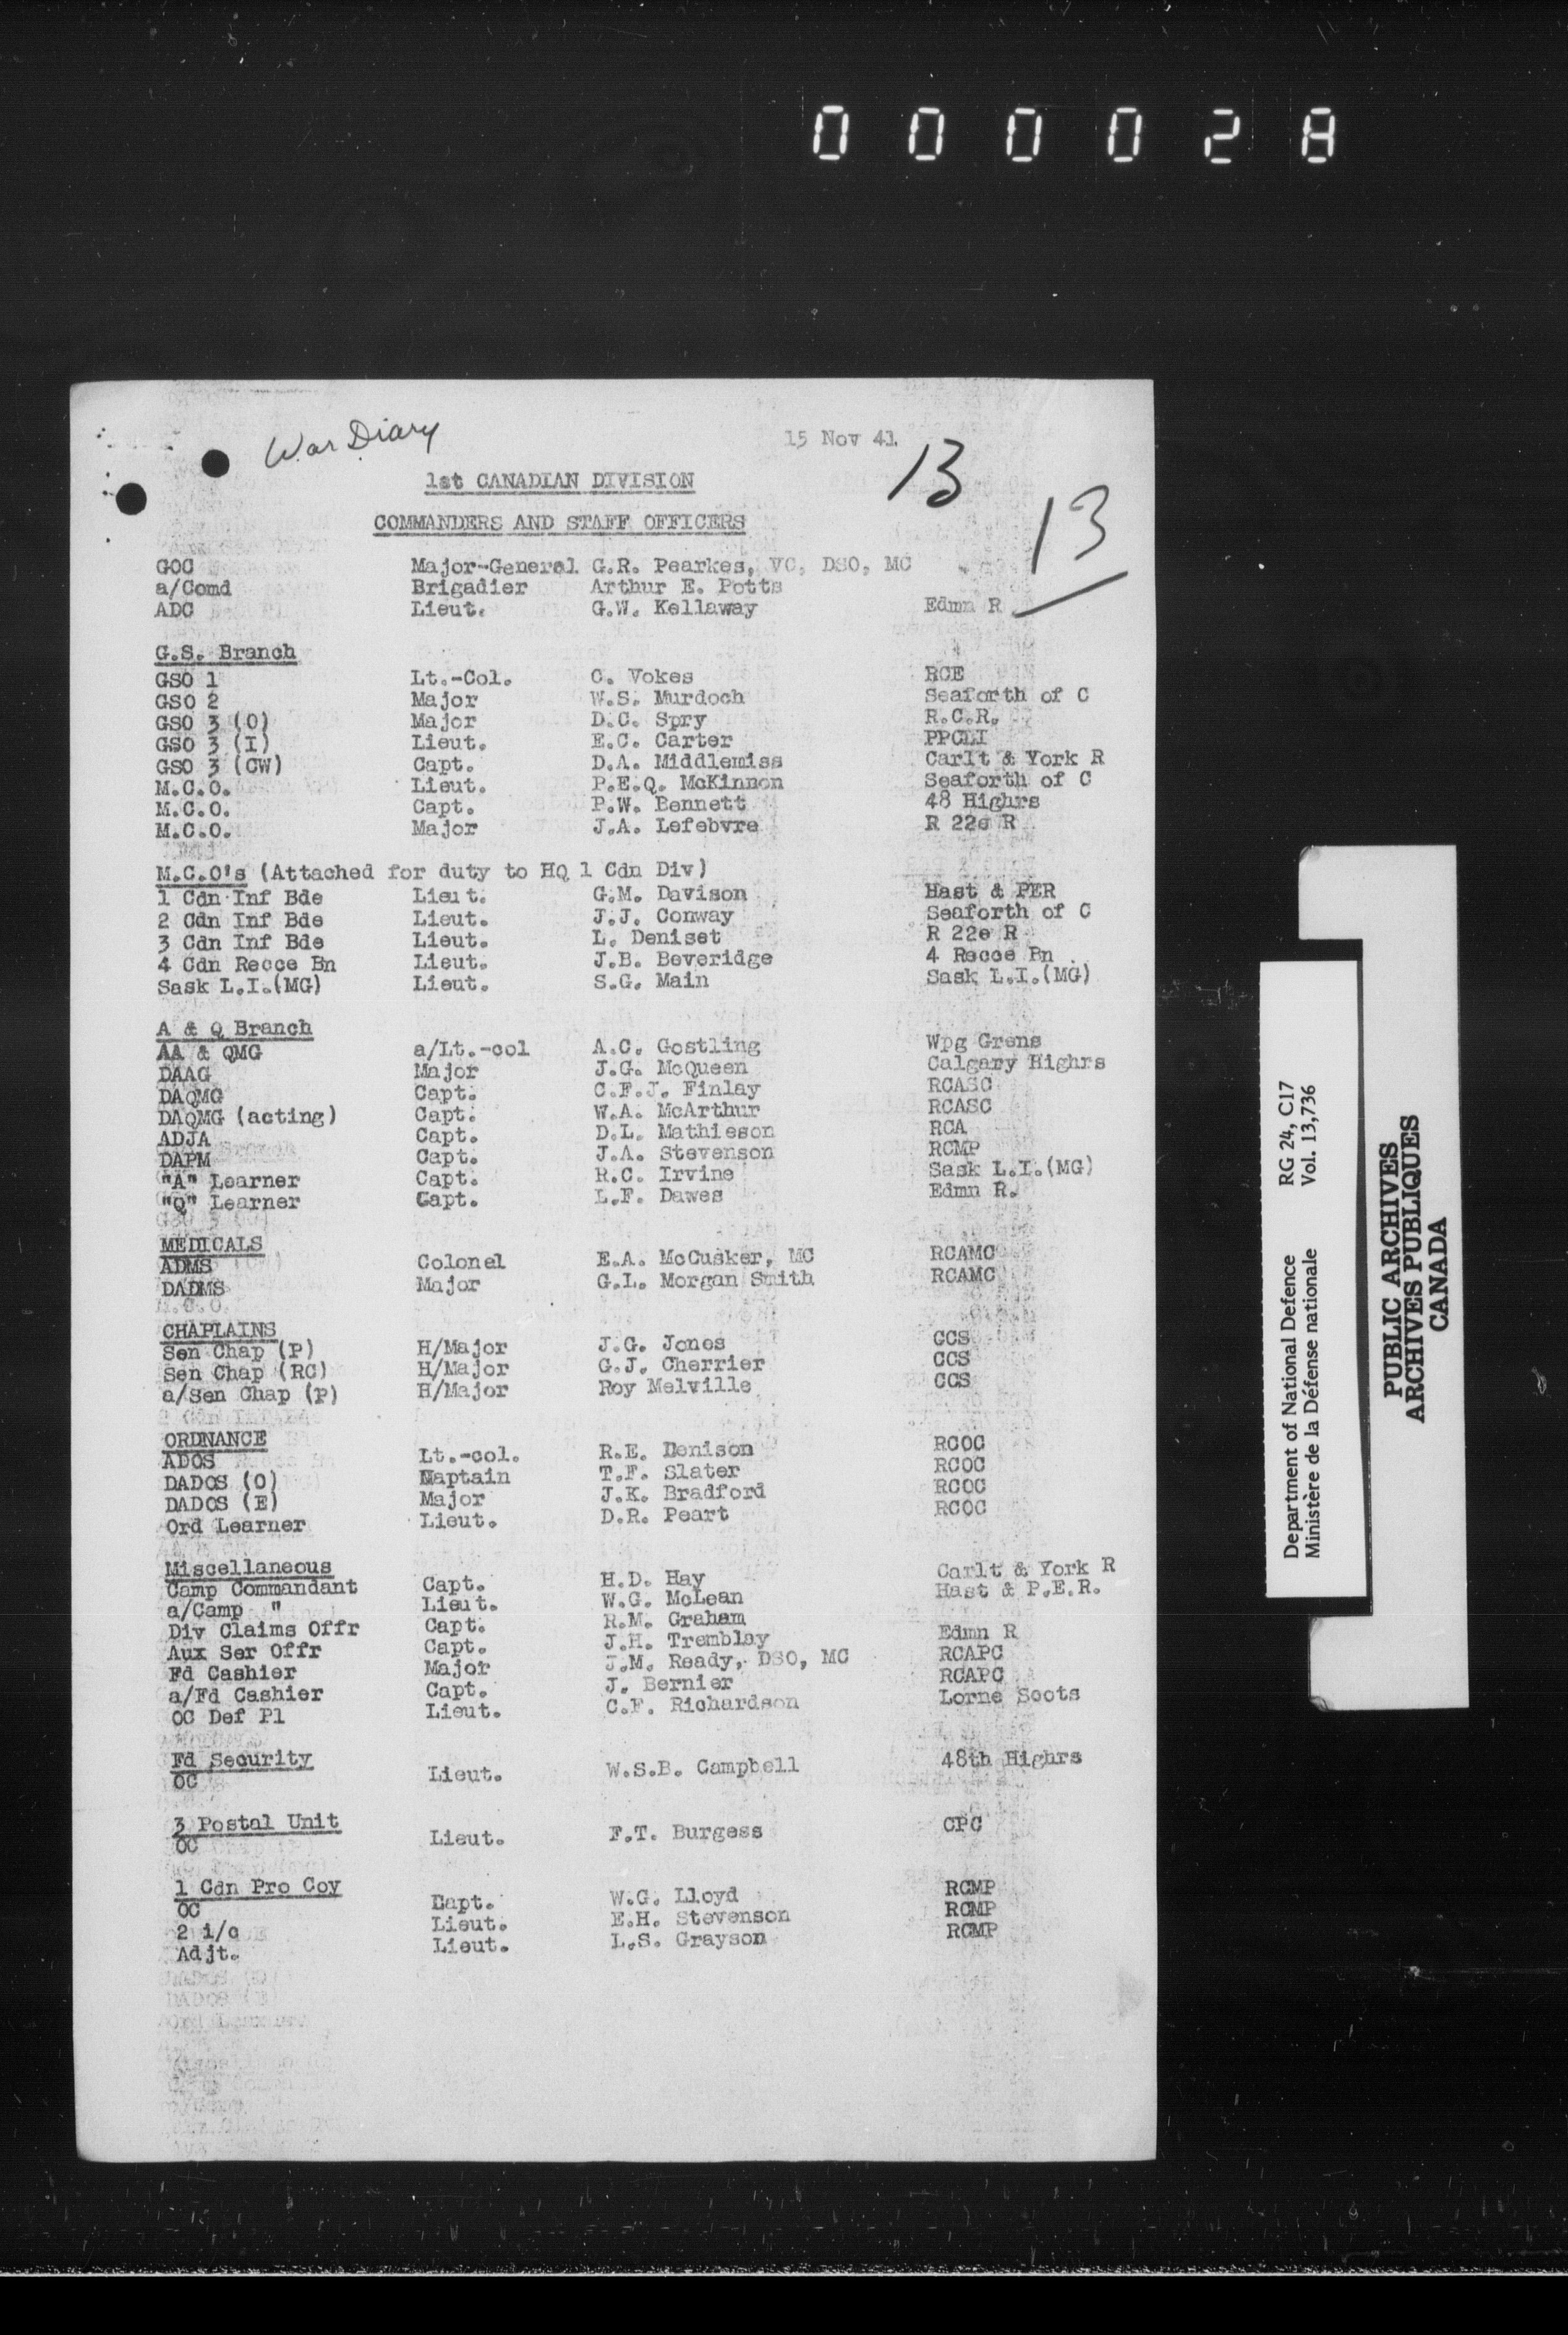 000028
War Diary
15 Nov 41.
13
13
1st CANADIAN DIVISION
COMMANDERS AND STAFF OFFICERS
GOC Major-General G.R. Pearkes, VC, DSO, MC
a/Comd Brigadier Arthur E. Potts
ADC Lieut. G.W. Kellaway Edmn R
G.S. Branch
GSO 1 Lt.-Col. C. Vokes RCE
GSO 2 Major W.S. Murdoch Seaforth of C
GSO 3 (O) Major D.C. Spry R.C.R.
GSO 3 (I) Lieut. E.C. Carter PPCLI
GSO 3 (CW) Capt. D.A. Middlemiss Carlt & York R
M.C.O. Lieut. P.E.Q. McKinnon Seaforth of C
M.C.O. Capt. P.W. Bennett 48 Highrs
M.C.O. Major J.A. Lefebvre R 22e R
M.C.O's (Attached for duty to HQ 1 Cdn Div)
1 Cdn Inf Bde Lieut. G.M. Davison Hast & PER
2 Cdn Inf Bde Lieut. J.J. Conway Seaforth of C
3 Cdn Inf Bde Lieut. L. Deniset R 22e R
4 Cdn Recce Bn Lieut. J.B. Beveridge 4 Recce Bn
Sask L.I.(MG) Lieut. S.G. Main Sask L.I.(MG)
A & Q Branch
AA & QMG a/Lt.-col A.C. Gostling Wpg Grens
DAAG Major J.G. McQueen Calgary Highrs
DAQMG Capt. C.F.J. Finlay RCASC
DAQMG (acting) Capt. W.A. McArthur RCASC
ADJA Capt. D.L. Mathieson RCA
DAPM Capt. J.A. Stevenson RCMP
"A" Learner Capt. R.C. Irvine Sask L.I.(MG)
"Q" Learner Capt. L.F. Dawes Edmn R.
MEDICALS
ADMS Colonel E.A. McCusker, MC RCAMC
DADMS Major G.L. Morgan Smith RCAMC
CHAPLAINS
Sen Chap (P) H/Major J.G. Jones CCS
Sen Chap (RC) H/Major G.J. Cherrier CCS
a/Sen Chap (P) H/Major Roy Melville CCS
ORDNANCE
ADOS Lt.-col. R.E. Denison RCOC
DADOS (O) Captain T.F. Slater RCOC
DADOS (E) Major J.K. Bradford RCOC
Ord Learner Lieut. D.R. Peart RCOC
Miscellaneous
Camp Commandant Capt. H.D. Hay Carlt & York R
a/Camp " Lieut. W.G. McLean Hast & P.E.R.
Div Claims Offr Capt. R.M. Graham
Aux Ser Offr Capt. J.H. Tremblay Edmn R
Fd Cashier Major J.M. Ready, DSO, MC RCAPC
a/Fd Cashier Capt. J. Bernier RCAPC
OC Def Pl Lieut. C.F. Richardson Lorne Scots
Fd Security
OC Lieut. W.S.B. Campbell 48th Highrs
3 Postal Unit
OC Lieut. F.T. Burgess CPC
1 Cdn Pro Coy
OC Capt. W.G. Lloyd RCMP
2 i/c Lieut. E.H. Stevenson RCMP
Adjt. Lieut. L.S. Grayson RCMP
Department of National Defence RG 24, C17
Ministère de la Défense nationale Vol. 13,736
PUBLIC ARCHIVES
ARCHIVES PUBLIQUES
CANADA